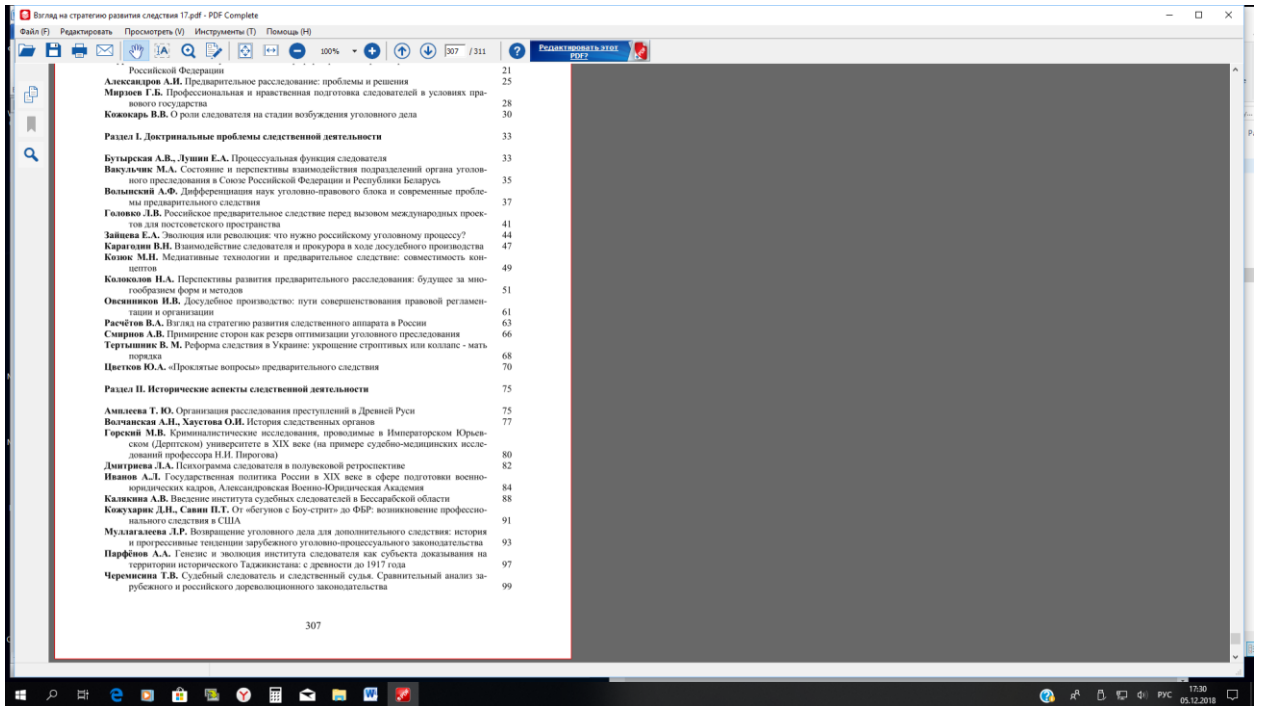 Взгляд на стратегию развития следствия 17.pdf - PDF Complete
Файл (F) Редактировать Просмотреть (V) Инструменты (T) Помощь (H)
100% 307 /311 Редактировать этот
PDF?
Российской Федерации 21
Александров А.И. Предварительное расследование: проблемы и решения 25
Мирзоев Г.Б. Профессиональная и нравственная подготовка следователей в условиях пра-
вового государства 28
Кожокарь В.В. О роли следователя на стадии возбуждения уголовного дела 30
Раздел I. Доктринальные проблемы следственной деятельности 33
Бутырская А.В., Лушин Е.А. Процессуальная функция следователя 33
Вакульчик М.А. Состояние и перспективы взаимодействия подразделений органа уголов-
ного преследования в Союзе Российской Федерации и Республики Беларусь 35
Волынский А.Ф. Дифференциация наук уголовно-правового блока и современные пробле-
мы предварительного следствия 37
Головко Л.В. Российское предварительное следствие перед вызовом международных проек-
тов для постсоветского пространства 41
Зайцева Е.А. Эволюция или революция: что нужно российскому уголовному процессу? 44
Карагодин В.Н. Взаимодействие следователя и прокурора в ходе досудебного производства 47
Козюк М.Н. Медиативные технологии и предварительное следствие: совместимость кон-
цептов 49
Колоколов Н.А. Перспективы развития предварительного расследования: будущее за мно-
гообразием форм и методов 51
Овсянников И.В. Досудебное производство: пути совершенствования правовой регламен-
тации и организации 61
Расчётов В.А. Взгляд на стратегию развития следственного аппарата в России 63
Смирнов А.В. Примирение сторон как резерв оптимизации уголовного преследования 66
Тертышник В. М. Реформа следствия в Украине: укрощение строптивых или коллапс - мать
порядка 68
Цветков Ю.А. «Проклятые вопросы» предварительного следствия 70
Раздел II. Исторические аспекты следственной деятельности 75
Амплеева Т. Ю. Организация расследования преступлений в Древней Руси 75
Волчанская А.Н., Хаустова О.И. История следственных органов 77
Горский М.В. Криминалистические исследования, проводимые в Императорском Юрьев-
ском (Дерптском) университете в XIX веке (на примере судебно-медицинских иссле-
дований профессора Н.И. Пирогова) 80
Дмитриева Л.А. Психограмма следователя в полувековой ретроспективе 82
Иванов А.Л. Государственная политика России в XIX веке в сфере подготовки военно-
юридических кадров, Александровская Военно-Юридическая Академия 84
Калякина А.В. Введение института судебных следователей в Бессарабской области 88
Кожухарик Д.Н., Савин П.Т. От «бегунов с Боу-стрит» до ФБР: возникновение профессио-
нального следствия в США 91
Муллагалеева Л.Р. Возвращение уголовного дела для дополнительного следствия: история
и прогрессивные тенденции зарубежного уголовно-процессуального законодательства 93
Парфёнов А.А. Генезис и эволюция института следователя как субъекта доказывания на
территории исторического Таджикистана: с древности до 1917 года 97
Черемисина Т.В. Судебный следователь и следственный судья. Сравнительный анализ за-
рубежного и российского дореволюционного законодательства 99
307
РУС 17:30
05.12.2018